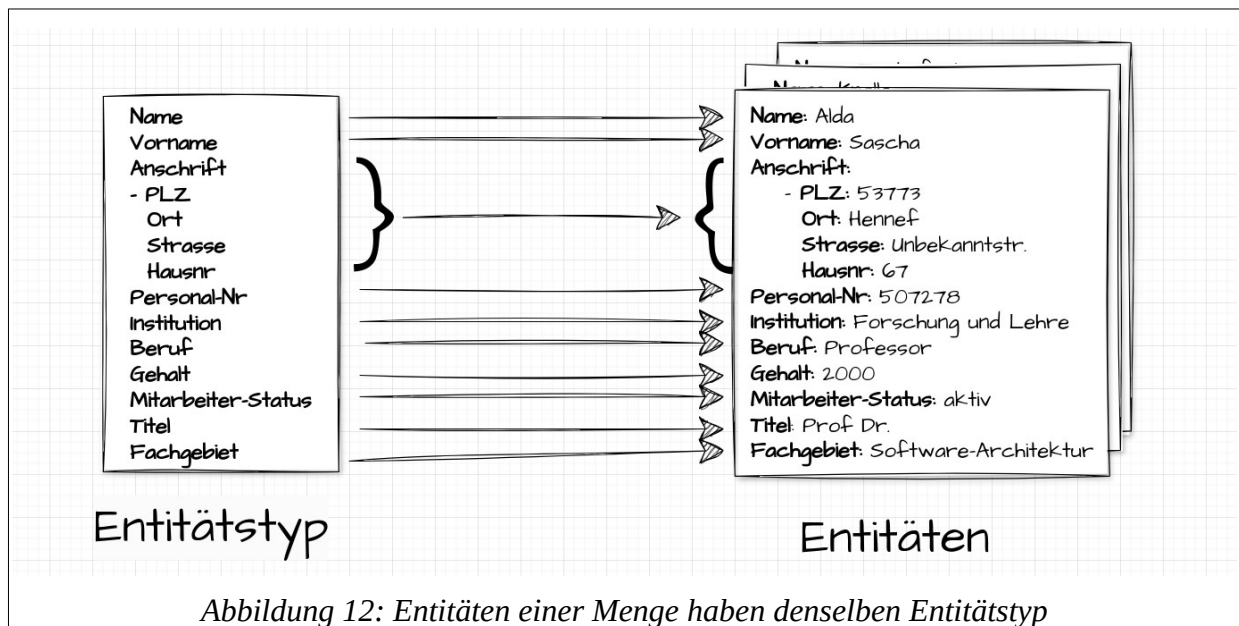 Name
Vorname
Anschrift
- PLZ
Ort
Strasse
Hausnr
Personal-Nr
Institution
Beruf
Gehalt
Mitarbeiter-Status
Titel
Fachgebiet
Entitätstyp
Name: Alda
Vorname: Sascha
Anschrift:
- PLZ: 53773
Ort: Hennef
Strasse: Unbekanntstr.
Hausnr: 67
Personal-Nr: 507278
Institution: Forschung und Lehre
Beruf: Professor
Gehalt: 2000
Mitarbeiter-Status: aktiv
Titel: Prof Dr.
Fachgebiet: Software-Architektur
Entitäten
Abbildung 12: Entitäten einer Menge haben denselben Entitätstyp